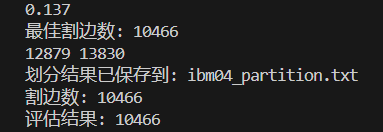 0.137
最佳割边数: 10466
12879 13830
划分结果已保存到: ibm04_partition.txt
割边数: 10466
评估结果: 10466